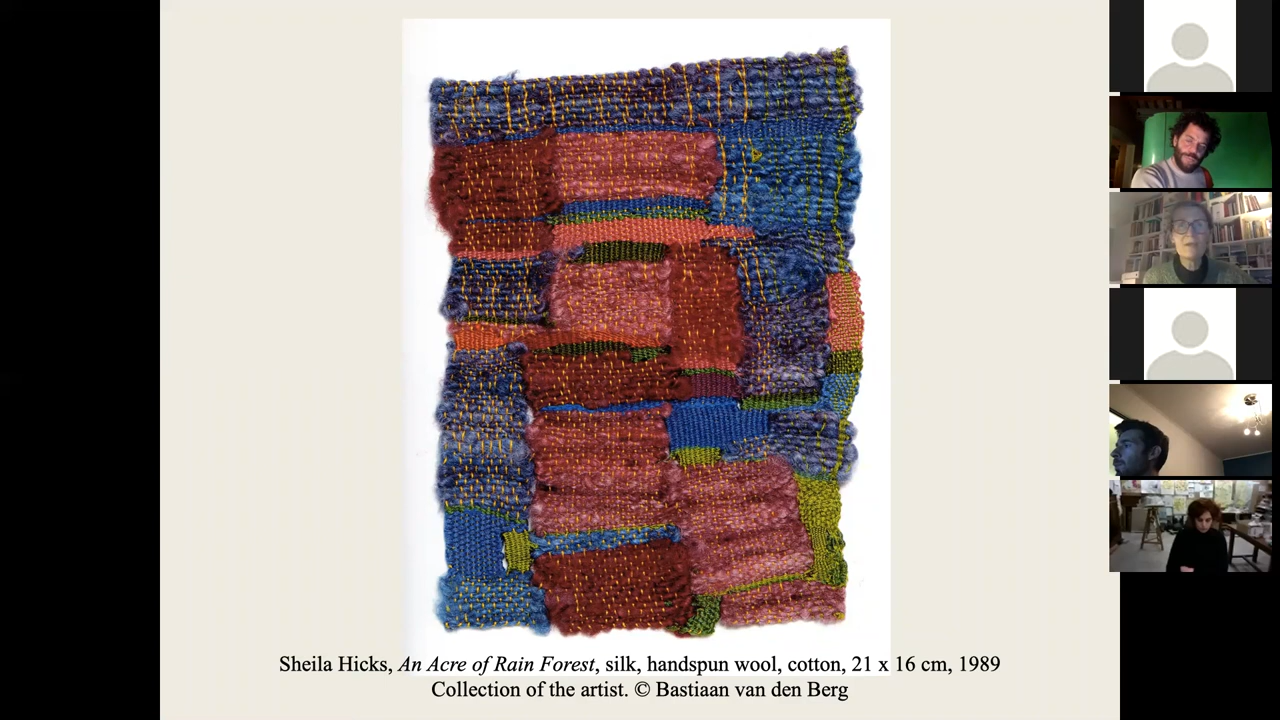 Sheila Hicks, An Acre of Rain Forest, silk, handspun wool, cotton, 21 x 16 cm, 1989
Collection of the artist. © Bastiaan van den Berg